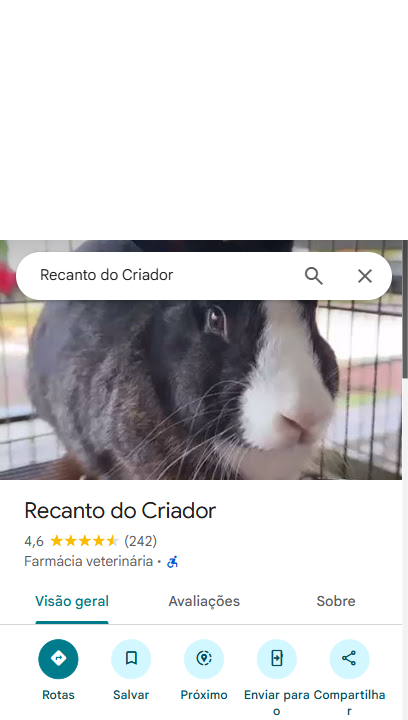 Recanto do Criador
Recanto do Criador
4,6 (242)
Farmácia veterinária ·
Visão geral Avaliações Sobre
Rotas Salvar Próximo Enviar para o Compartilhar